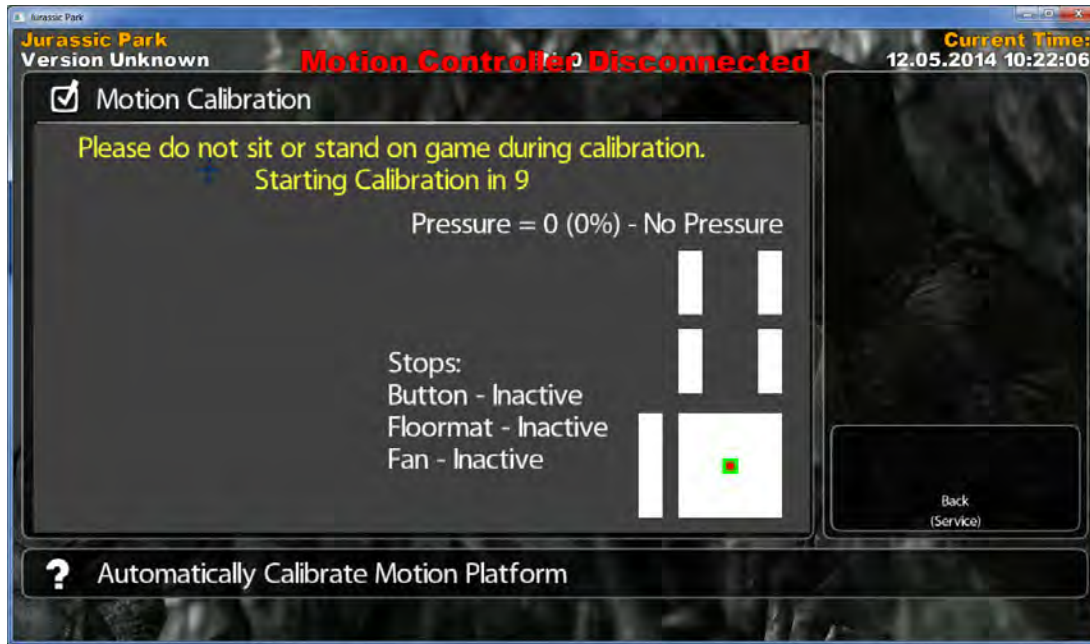 Jurassic Park
Jurassic Park
Version Unknown
Motion Controller Disconnected
Current Time:
12.05.2014 10:22:06
Motion Calibration
Please do not sit or stand on game during calibration.
Starting Calibration in 9
Pressure = 0 (0%) - No Pressure
Stops:
Button - Inactive
Floormat - Inactive
Fan - Inactive
Back
(Service)
? Automatically Calibrate Motion Platform